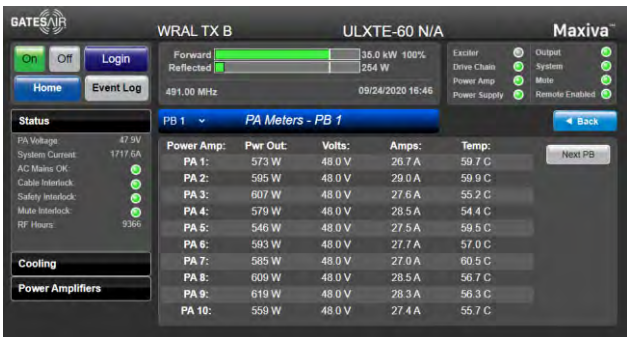 GATESAIR WRAL TX B ULXTE-60 N/A Maxiva™
On Off Login
Home Event Log
Forward 35.0 kW 100%
Reflected 254 W
491.00 MHz 09/24/2020 16:46
Exciter Output
Drive Chain System
Power Amp Mute
Power Supply Remote Enabled
Status
PA Voltage: 47.9V
System Current: 1717.6A
AC Mains OK:
Cable Interlock:
Safety Interlock:
Mute Interlock:
RF Hours: 9366
Cooling
Power Amplifiers
PB 1 PA Meters - PB 1 Back
Next PB
Power Amp: Pwr Out: Volts: Amps: Temp:
PA 1: 573 W 48.0 V 26.7 A 59.7 C
PA 2: 595 W 48.0 V 29.0 A 59.9 C
PA 3: 607 W 48.0 V 27.6 A 55.2 C
PA 4: 579 W 48.0 V 28.5 A 54.4 C
PA 5: 546 W 48.0 V 27.5 A 59.5 C
PA 6: 593 W 48.0 V 27.7 A 57.0 C
PA 7: 585 W 48.0 V 27.0 A 60.5 C
PA 8: 609 W 48.0 V 28.5 A 56.7 C
PA 9: 619 W 48.0 V 28.3 A 56.3 C
PA 10: 559 W 48.0 V 27.4 A 55.7 C